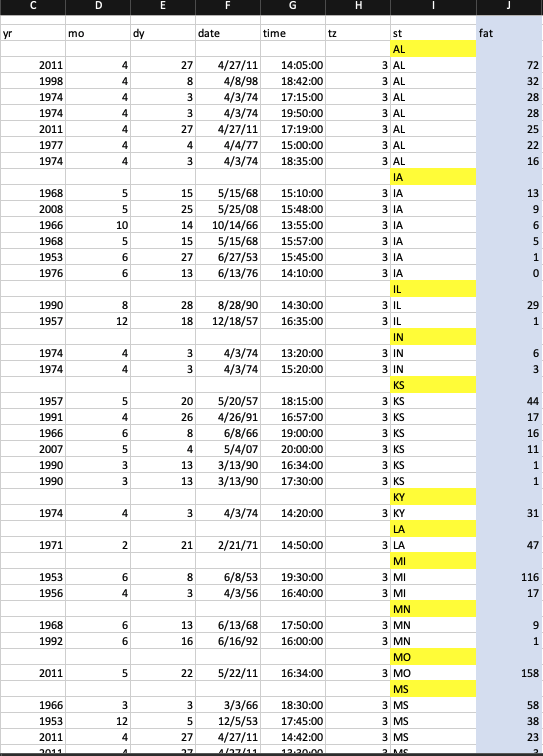 C D E F G H I J
yr mo dy date time tz st fat
AL
2011 4 27 4/27/11 14:05:00 3 AL 72
1998 4 8 4/8/98 18:42:00 3 AL 32
1974 4 3 4/3/74 17:15:00 3 AL 28
1974 4 3 4/3/74 19:50:00 3 AL 28
2011 4 27 4/27/11 17:19:00 3 AL 25
1977 4 4 4/4/77 15:00:00 3 AL 22
1974 4 3 4/3/74 18:35:00 3 AL 16
IA
1968 5 15 5/15/68 15:10:00 3 IA 13
2008 5 25 5/25/08 15:48:00 3 IA 9
1966 10 14 10/14/66 13:55:00 3 IA 6
1968 5 15 5/15/68 15:57:00 3 IA 5
1953 6 27 6/27/53 15:45:00 3 IA 1
1976 6 13 6/13/76 14:10:00 3 IA 0
IL
1990 8 28 8/28/90 14:30:00 3 IL 29
1957 12 18 12/18/57 16:35:00 3 IL 1
IN
1974 4 3 4/3/74 13:20:00 3 IN 6
1974 4 3 4/3/74 15:20:00 3 IN 3
KS
1957 5 20 5/20/57 18:15:00 3 KS 44
1991 4 26 4/26/91 16:57:00 3 KS 17
1966 6 8 6/8/66 19:00:00 3 KS 16
2007 5 4 5/4/07 20:00:00 3 KS 11
1990 3 13 3/13/90 16:34:00 3 KS 1
1990 3 13 3/13/90 17:30:00 3 KS 1
KY
1974 4 3 4/3/74 14:20:00 3 KY 31
LA
1971 2 21 2/21/71 14:50:00 3 LA 47
MI
1953 6 8 6/8/53 19:30:00 3 MI 116
1956 4 3 4/3/56 16:40:00 3 MI 17
MN
1968 6 13 6/13/68 17:50:00 3 MN 9
1992 6 16 6/16/92 16:00:00 3 MN 1
MO
2011 5 22 5/22/11 16:34:00 3 MO 158
MS
1966 3 3 3/3/66 18:30:00 3 MS 58
1953 12 5 12/5/53 17:45:00 3 MS 38
2011 4 27 4/27/11 14:42:00 3 MS 23
2011 4 27 4/27/11 3 MS